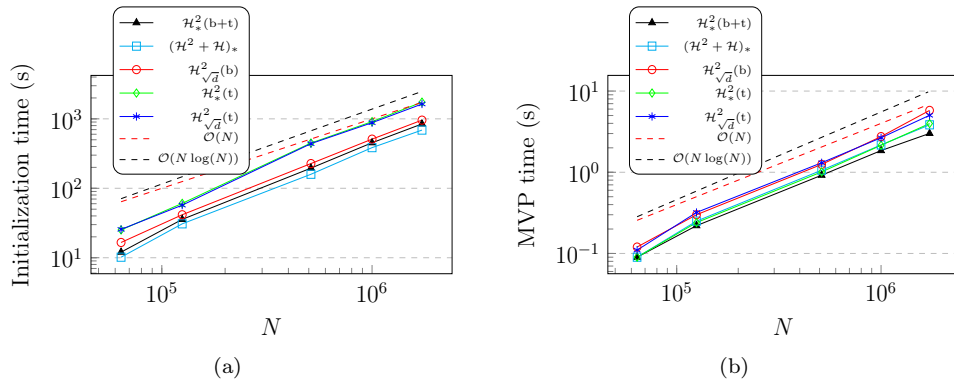 $\mathcal{H}^2_*$(b+t)
$(\mathcal{H}^2 + \mathcal{H})_*$
$\mathcal{H}^2_{\sqrt{d}}$(b)
$\mathcal{H}^2_*$(t)
$\mathcal{H}^2_{\sqrt{d}}$(t)
$\mathcal{O}(N)$
$\mathcal{O}(N \log(N))$
Initialization time (s)
10^3
10^2
10^1
10^5
10^6
N
(a)
$\mathcal{H}^2_*$(b+t)
$(\mathcal{H}^2 + \mathcal{H})_*$
$\mathcal{H}^2_{\sqrt{d}}$(b)
$\mathcal{H}^2_*$(t)
$\mathcal{H}^2_{\sqrt{d}}$(t)
$\mathcal{O}(N)$
$\mathcal{O}(N \log(N))$
MVP time (s)
10^1
10^0
10^{-1}
10^5
10^6
N
(b)